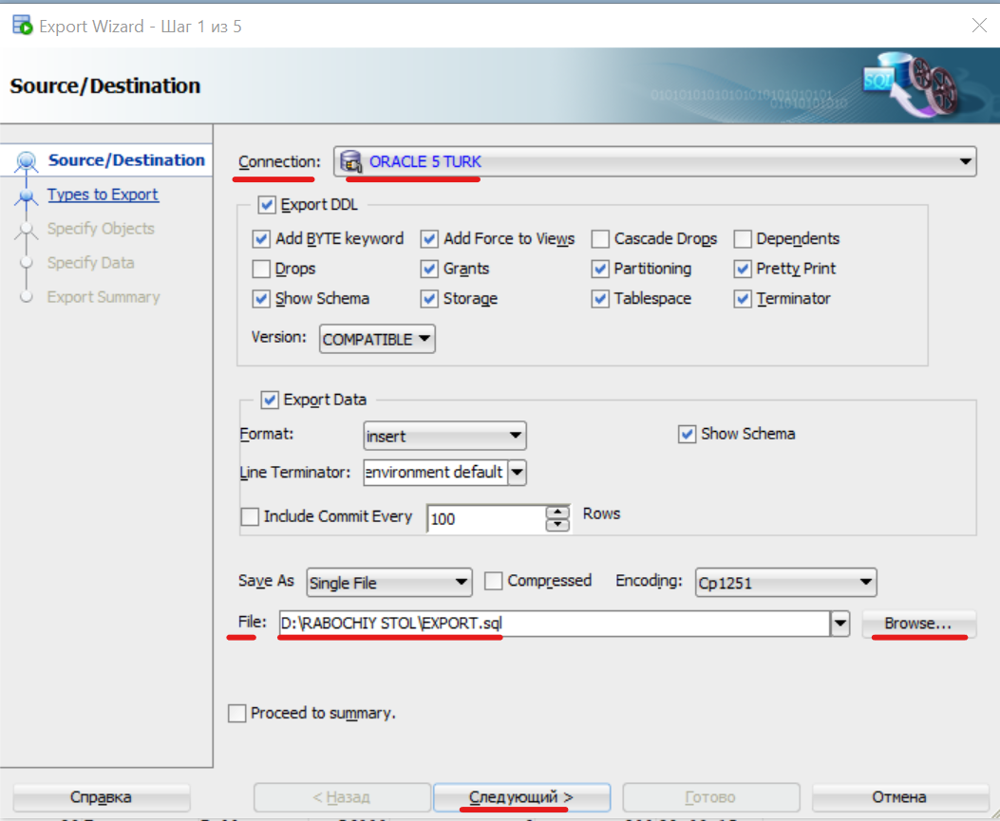 Export Wizard - Шаг 1 из 5
Source/Destination
Source/Destination
Types to Export
Specify Objects
Specify Data
Export Summary
Connection: ORACLE 5 TURK
Export DDL
Add BYTE keyword Add Force to Views Cascade Drops Dependents
Drops Grants Partitioning Pretty Print
Show Schema Storage Tablespace Terminator
Version: COMPATIBLE
Export Data
Format: insert Show Schema
Line Terminator: environment default
Include Commit Every 100 Rows
Save As Single File Compressed Encoding: Cp1251
File: D:\RABOCHIY STOL\EXPORT.sql Browse...
Proceed to summary.
Справка < Назад Следующий > Готово Отмена